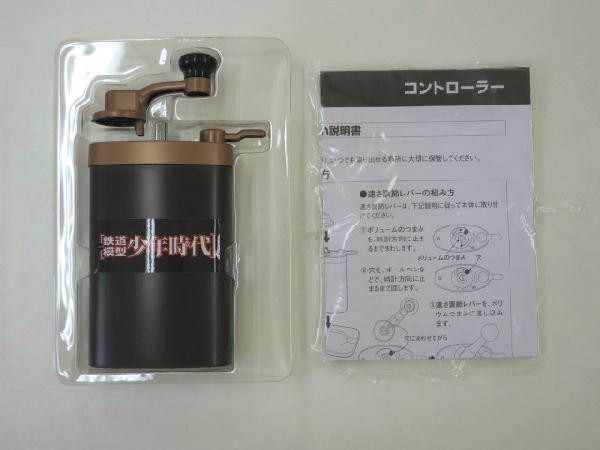 [鉄道
模型]少年時代
コントローラー
説明書
、いつでも取り出せる場所に大切に保管してください。
方
●速さ調節レバーの組み方
速さ調節レバーは、下記説明に従って本体に取り付
けてください。
①ボリュームのつまみ
を、時計方向に止ま
るまでまわします。
ボリュームのつまみ 穴
②穴を、ボールペンな
どで、時計方向に止
まるまで回します。
③速さ調節レバーを、ボリ
ウムつまみに差し込み
ます。
穴にあわせながら